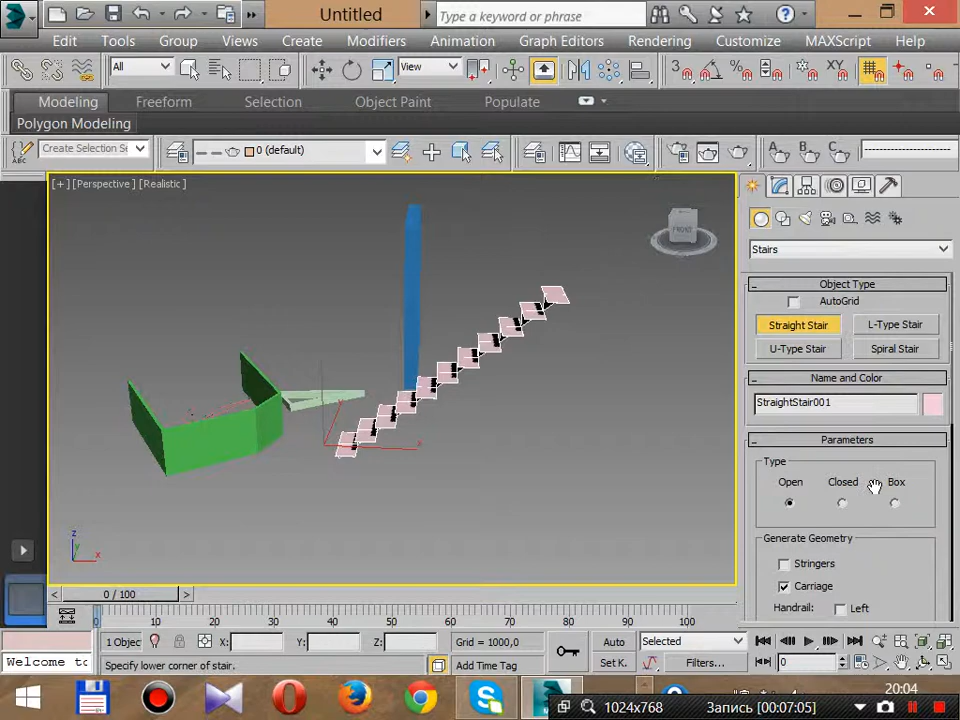 Untitled
Type a keyword or phrase
Edit Tools Group Views Create Modifiers Animation Graph Editors Rendering Customize MAXScript Help
All View
Modeling Freeform Selection Object Paint Populate
Polygon Modeling
Create Selection Se 0 (default)
[+] [Perspective] [Realistic]
FRONT
Stairs
Object Type
AutoGrid
Straight Stair L-Type Stair
U-Type Stair Spiral Stair
Name and Color
StraightStair001
Parameters
Type
Open Closed Box
Generate Geometry
Stringers
Carriage
Handrail: Left
z
y
x
0 / 100
0 10 20 30 40 50 60 70 80 90 100
1 Objec X: Y: Z: Grid = 1000,0 Auto Selected
Welcome to Specify lower corner of stair. Add Time Tag Set K. Filters... 0
20:04
1024x768 Запись [00:07:05]